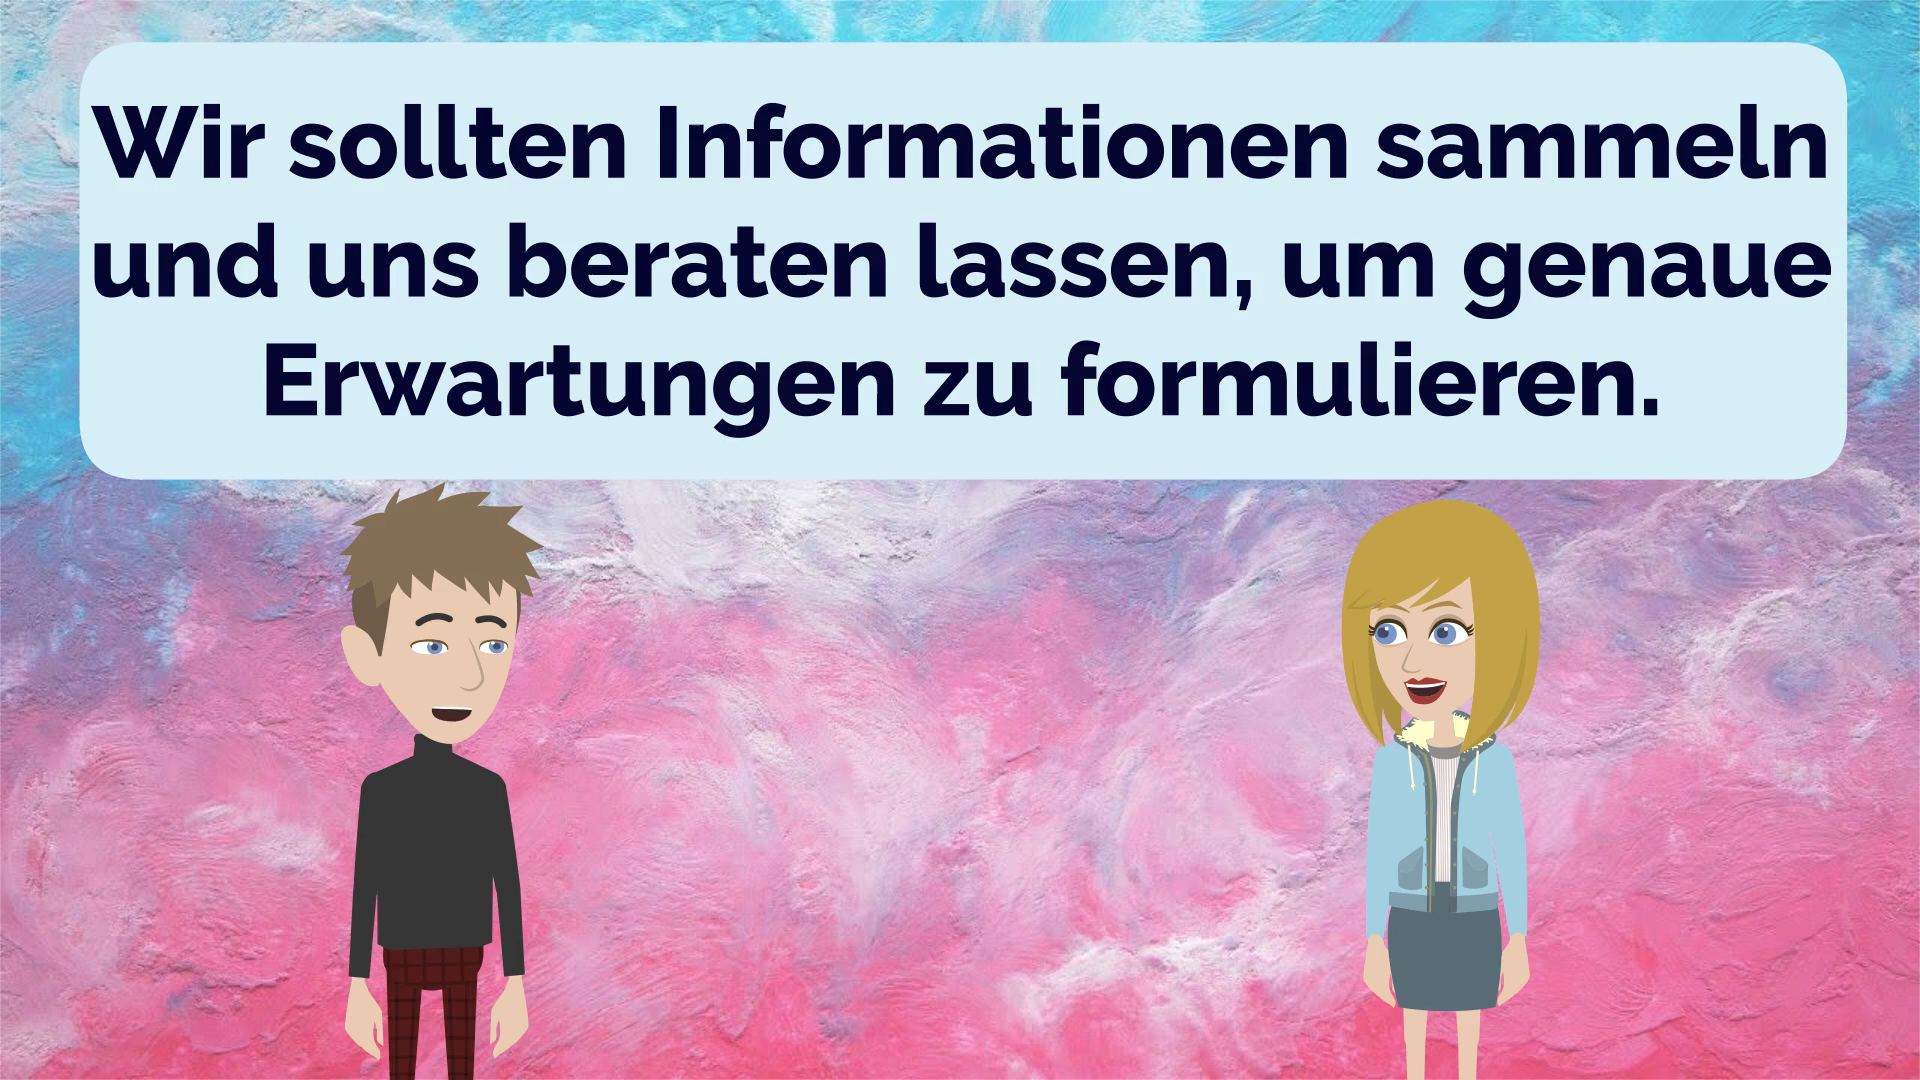 Wir sollten Informationen sammeln
und uns beraten lassen, um genaue
Erwartungen zu formulieren.